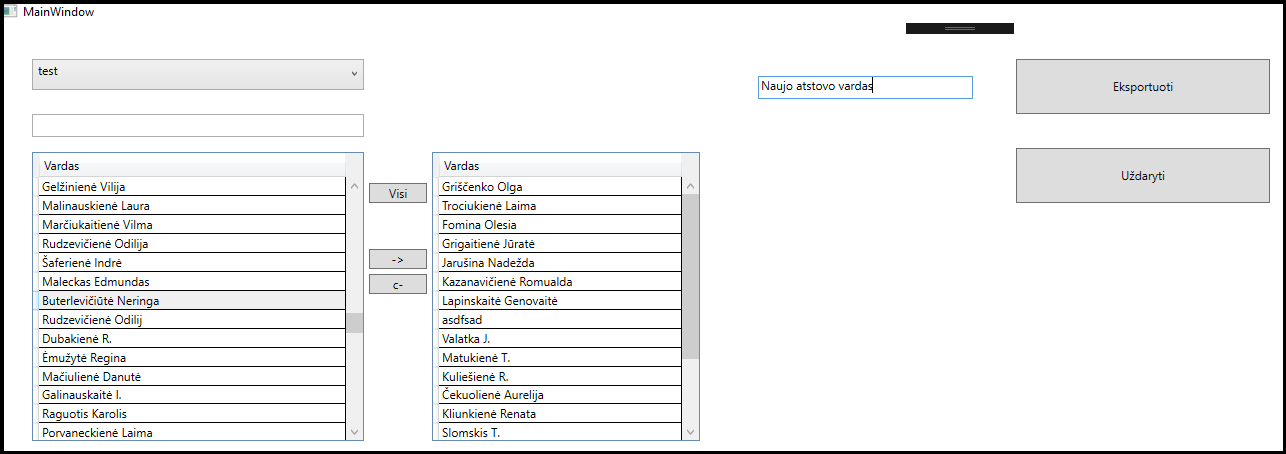 MainWindow
test
Naujo atstovo vardas
Eksportuoti
Uždaryti
Vardas
Gelžinienė Vilija
Malinauskienė Laura
Marčiukaitienė Vilma
Rudzevičienė Odilija
Šaferienė Indrė
Maleckas Edmundas
Buterlevičiūtė Neringa
Rudzevičienė Odilij
Dubakienė R.
Ėmužytė Regina
Mačiulienė Danutė
Galinauskaitė I.
Raguotis Karolis
Porvaneckienė Laima
Visi
->
c-
Vardas
Griščenko Olga
Trociukienė Laima
Fomina Olesia
Grigaitienė Jūratė
Jarušina Nadežda
Kazanavičienė Romualda
Lapinskaitė Genovaitė
asdfsad
Valatka J.
Matukienė T.
Kuliešienė R.
Čekuolienė Aurelija
Kliunkienė Renata
Slomskis T.